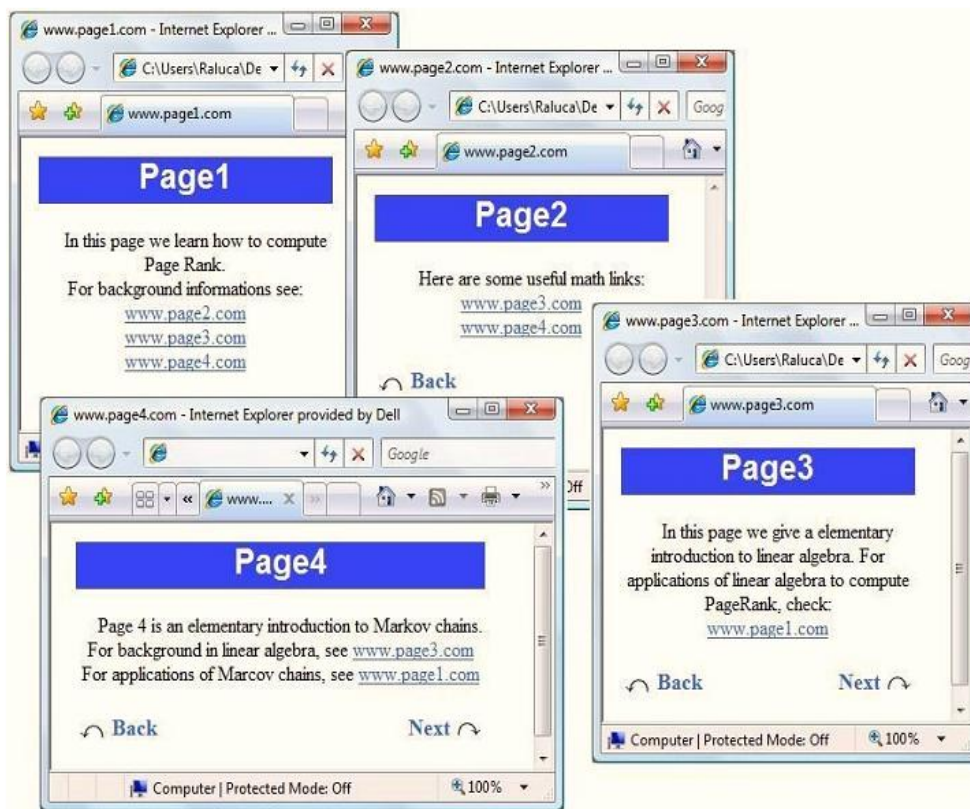 www.page1.com - Internet Explorer ...
C:\Users\Raluca\De
www.page1.com
Page1
In this page we learn how to compute
Page Rank.
For background informations see:
www.page2.com
www.page3.com
www.page4.com
www.page2.com - Internet Explorer ...
C:\Users\Raluca\De
Goog
www.page2.com
Page2
Here are some useful math links:
www.page3.com
www.page4.com
Back
Off
www.page3.com - Internet Explorer ...
C:\Users\Raluca\De
Goog
www.page3.com
Page3
In this page we give a elementary
introduction to linear algebra. For
applications of linear algebra to compute
PageRank, check:
www.page1.com
Back Next
Computer | Protected Mode: Off 100%
www.page4.com - Internet Explorer provided by Dell
Google
www....
Page4
Page 4 is an elementary introduction to Markov chains.
For background in linear algebra, see www.page3.com
For applications of Marcov chains, see www.page1.com
Back Next
Computer | Protected Mode: Off 100%